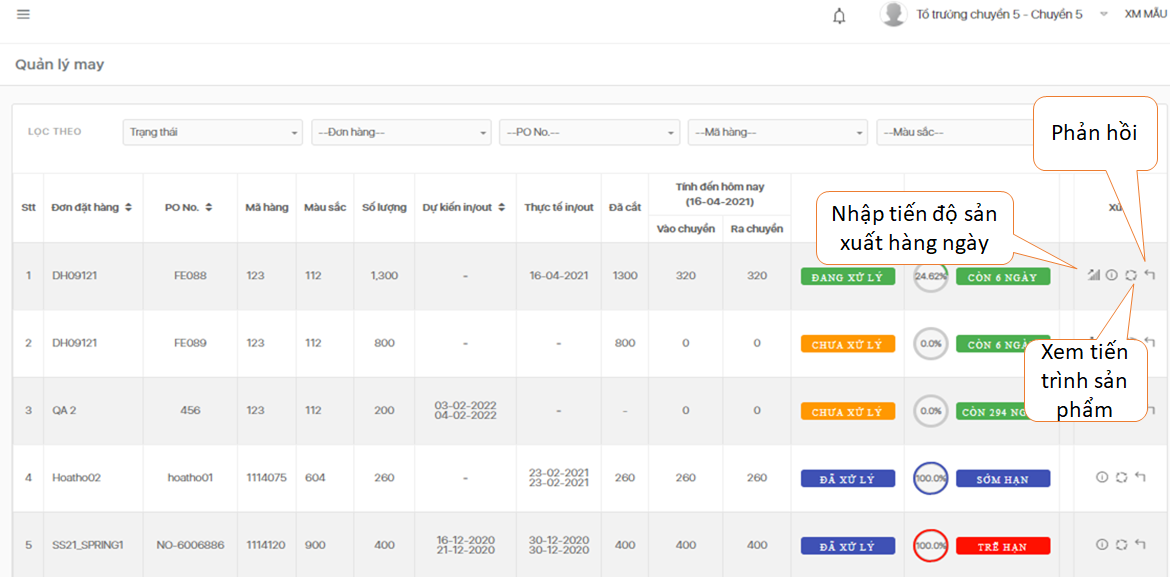 Tổ trưởng chuyền 5 - Chuyền 5 XM MẪU
Quản lý may
LỌC THEO Trạng thái --Đơn hàng-- --PO No.-- --Mã hàng-- --Màu sắc--
Phản hồi
Stt Đơn đặt hàng PO No. Mã hàng Màu sắc Số lượng Dự kiến in/out Thực tế in/out Đã cắt
Tính đến hôm nay
(16-04-2021)
Vào chuyền Ra chuyền
Nhập tiến độ sản
xuất hàng ngày
1 DH09121 FE088 123 112 1,300 - 16-04-2021 1300 320 320 ĐANG XỬ LÝ 24.62% CÒN 6 NGÀY
2 DH09121 FE089 123 112 800 - - 800 0 0 CHƯA XỬ LÝ 0.0% CÒN 6
Xem tiến
trình sản
phẩm
3 QA 2 456 123 112 200 03-02-2022 - - 0 0 CHƯA XỬ LÝ 0.0% CÒN 294
04-02-2022
4 Hoatho02 hoatho01 1114075 604 260 - 23-02-2021 260 260 260 ĐÃ XỬ LÝ 100.0% SỚM HẠN
23-02-2021
5 SS21_SPRING1 NO-6006886 1114120 900 400 16-12-2020 30-12-2020 400 400 400 ĐÃ XỬ LÝ 100.0% TRỄ HẠN
21-12-2020 30-12-2020